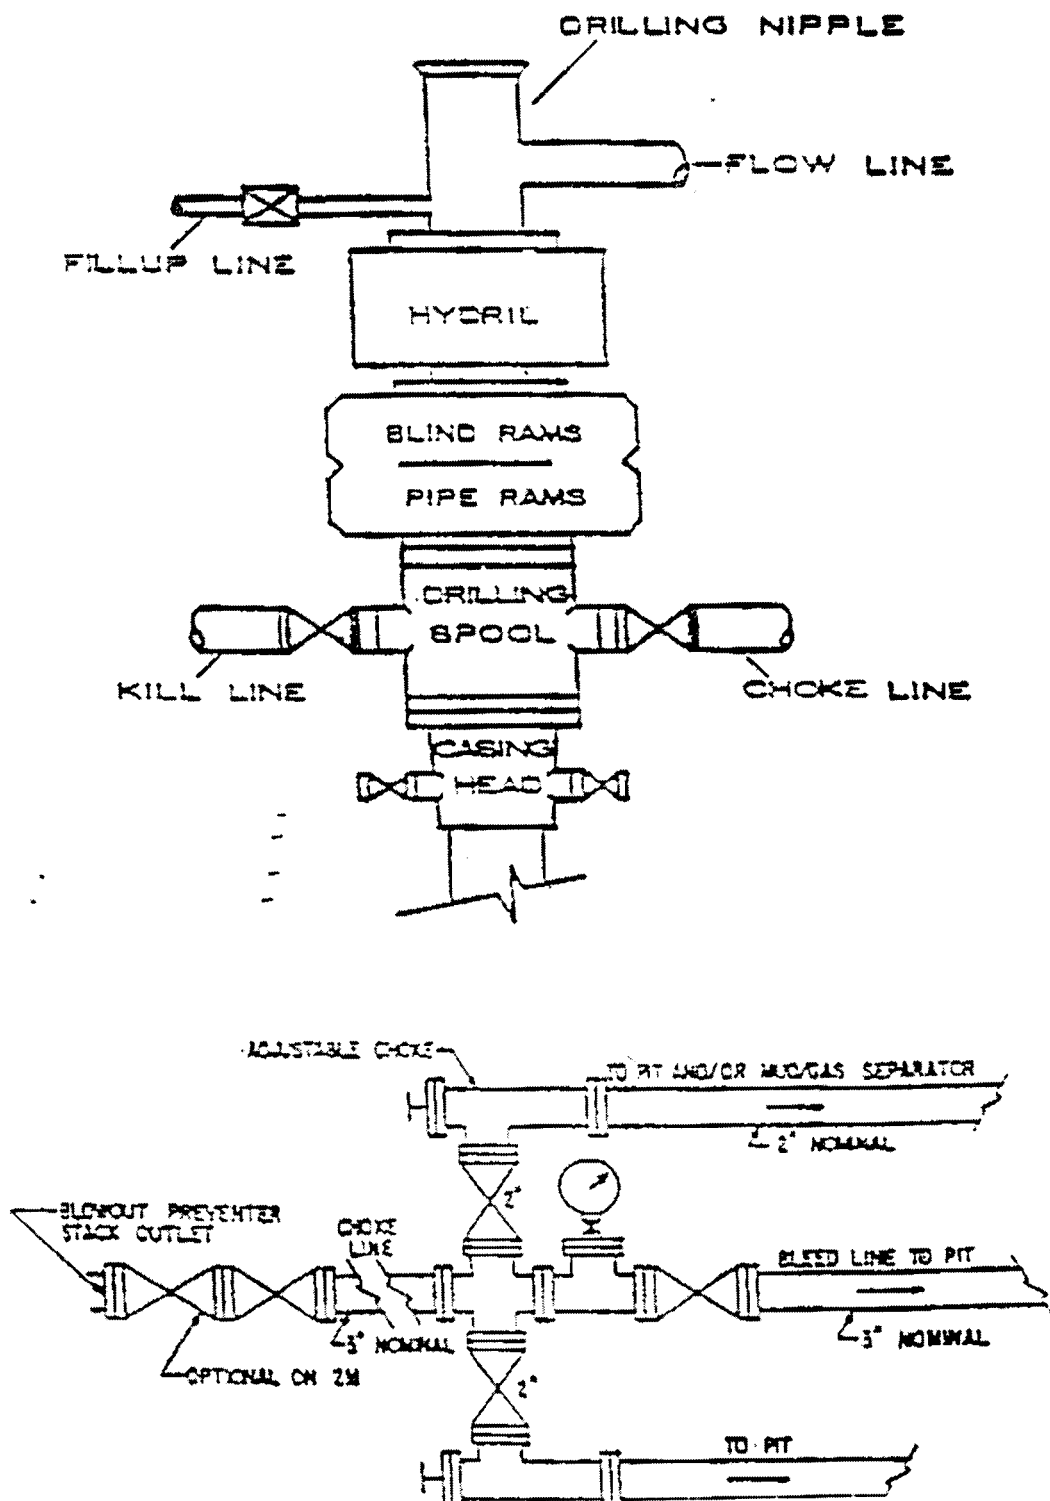 DRILLING NIPPLE
FLOW LINE
FILLUP LINE
HYDRIL
BLIND RAMS
PIPE RAMS
DRILLING
SPOOL
KILL LINE
CHOKE LINE
CASING
HEAD
ADJUSTABLE CHOKE
TO PIT AND/OR MUD/GAS SEPARATOR
2" NOMINAL
2"
BLOWOUT PREVENTER
STACK OUTLET
CHOKE
LINE
BLEED LINE TO PIT
3" NOMINAL
3" NOMINAL
OPTIONAL ON 2M
2"
TO PIT